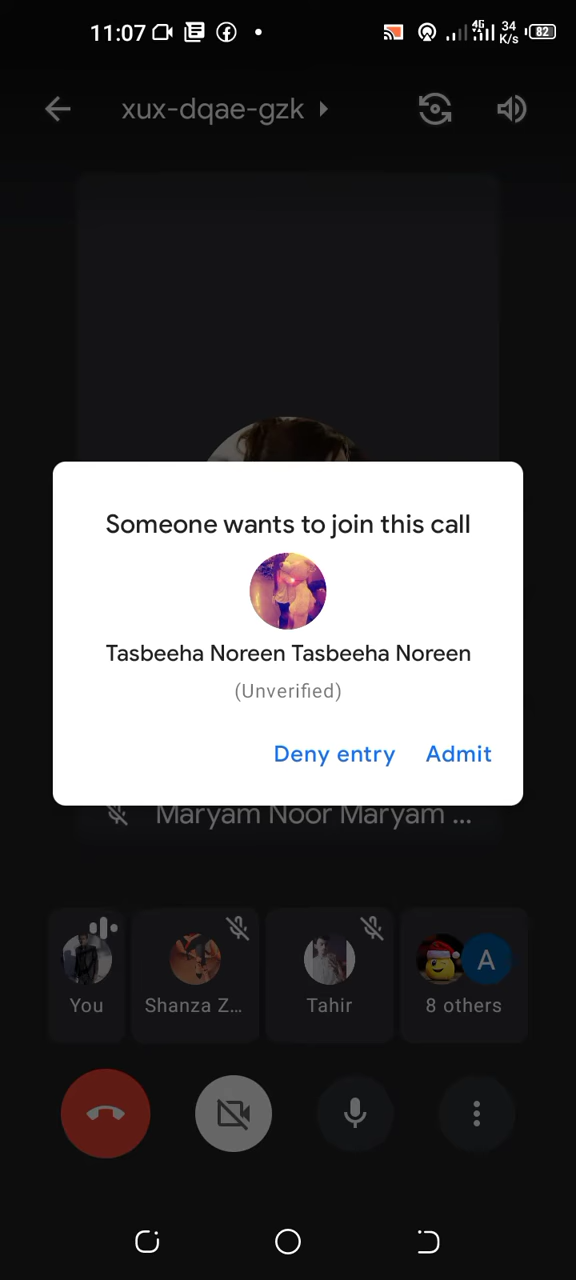 11:07
4G
34
K/s
82
xux-dqae-gzk
Someone wants to join this call
Tasbeeha Noreen Tasbeeha Noreen
(Unverified)
Deny entry Admit
Maryam Noor Maryam ...
A
You Shanza Z... Tahir 8 others